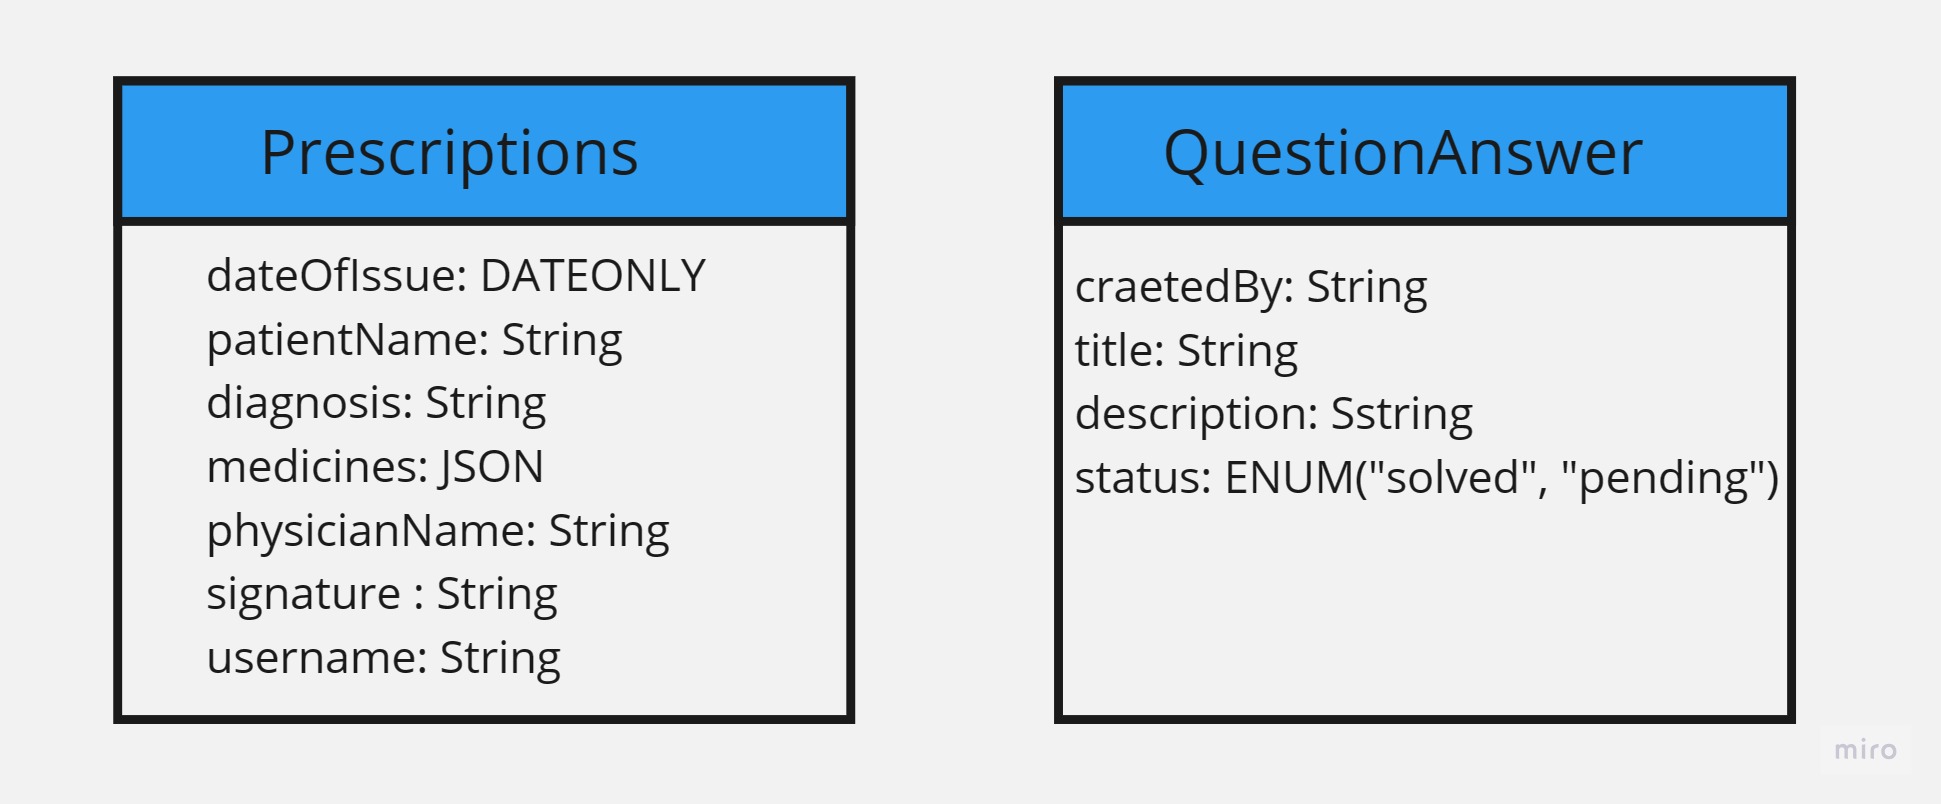 Prescriptions
dateOfIssue: DATEONLY
patientName: String
diagnosis: String
medicines: JSON
physicianName: String
signature : String
username: String
QuestionAnswer
craetedBy: String
title: String
description: Sstring
status: ENUM("solved", "pending")
miro